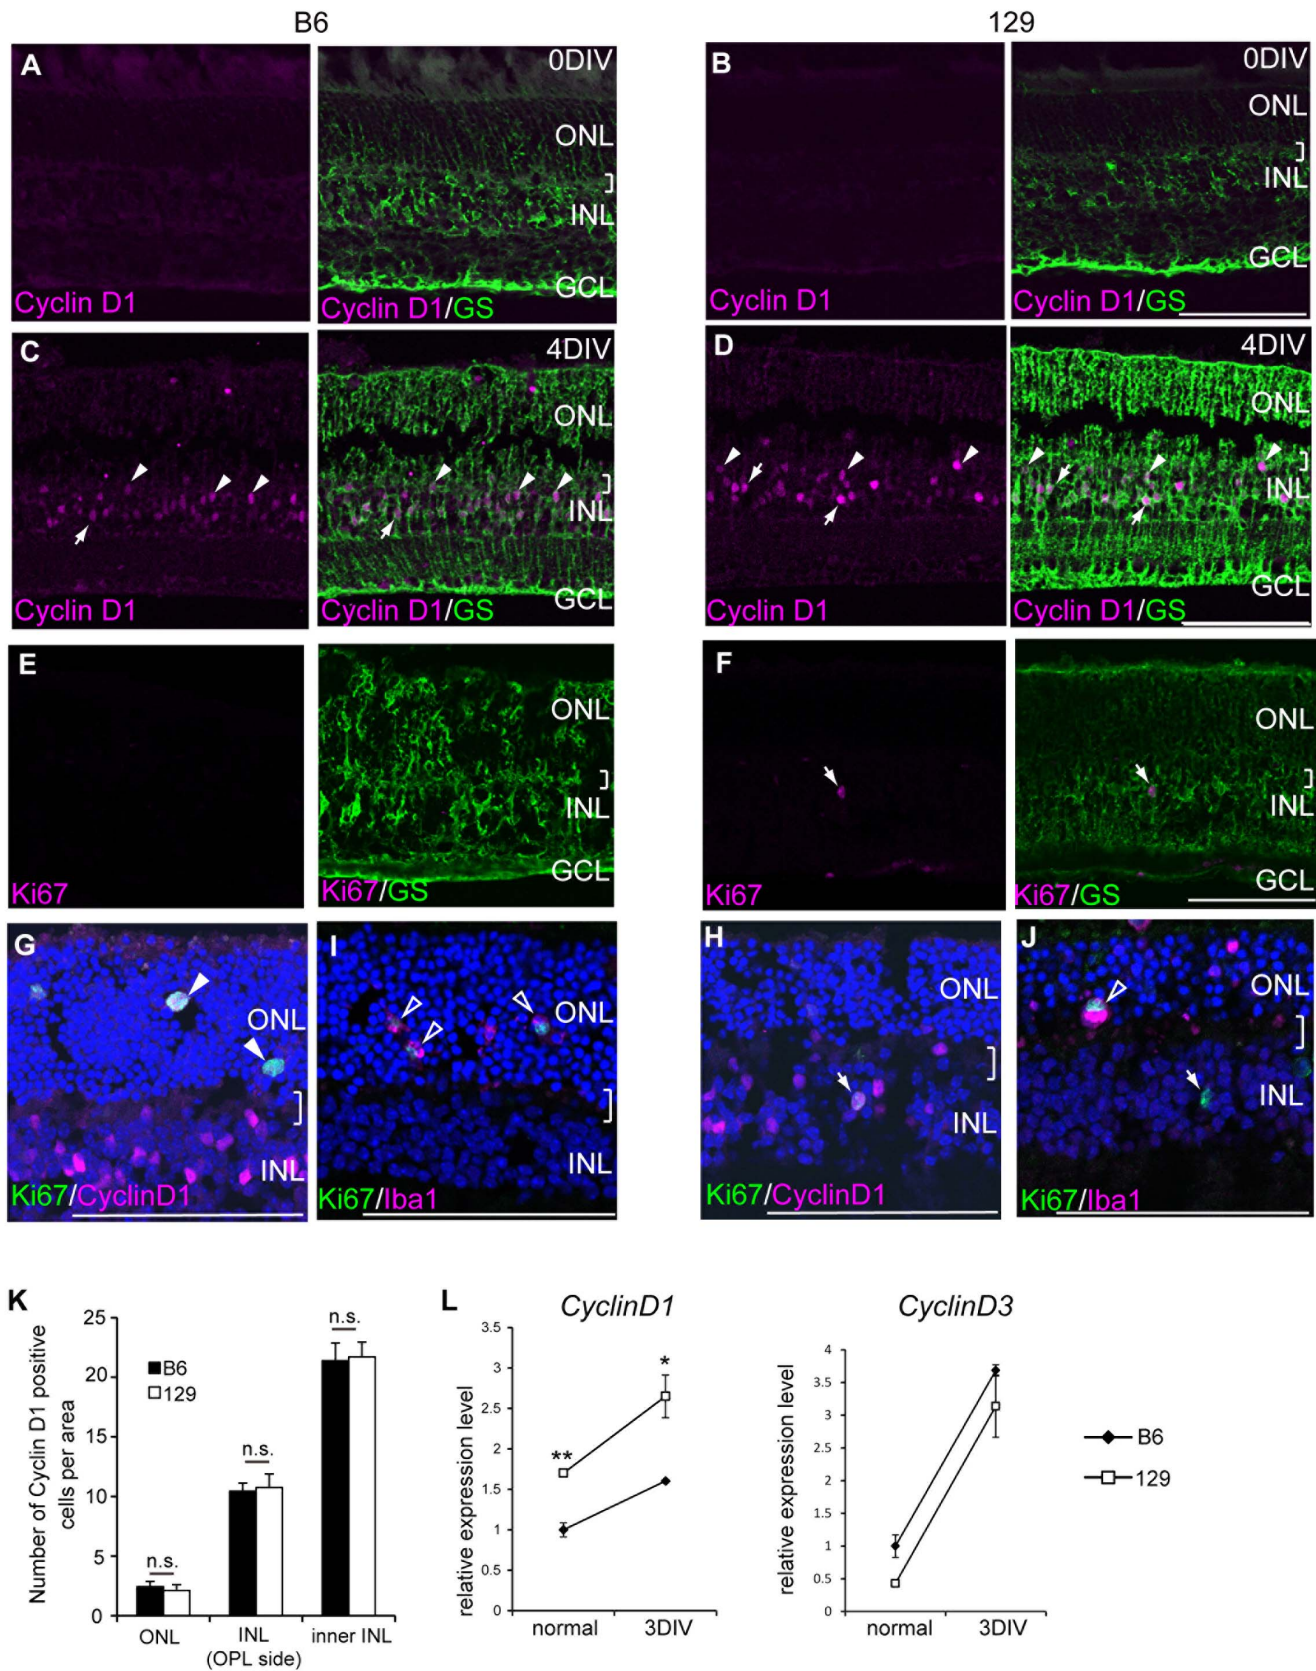 B6
129
A
0DIV
ONL
INL
GCL
Cyclin D1
Cyclin D1/GS
B
0DIV
ONL
INL
GCL
Cyclin D1
Cyclin D1/GS
C
4DIV
ONL
INL
GCL
Cyclin D1
Cyclin D1/GS
D
4DIV
ONL
INL
GCL
Cyclin D1
Cyclin D1/GS
E
ONL
INL
GCL
Ki67
Ki67/GS
F
ONL
INL
GCL
Ki67
Ki67/GS
G
ONL
INL
Ki67/CyclinD1
I
ONL
INL
Ki67/Iba1
H
ONL
INL
Ki67/CyclinD1
J
ONL
INL
Ki67/Iba1
K
Number of Cyclin D1 positive
cells per area
25
20
15
10
5
0
B6
129
n.s.
n.s.
n.s.
ONL
INL
(OPL side)
inner INL
L
CyclinD1
relative expression level
3.5
3
2.5
2
1.5
1
0.5
0
**
*
normal
3DIV
CyclinD3
relative expression level
4
3.5
3
2.5
2
1.5
1
0.5
0
normal
3DIV
B6
129